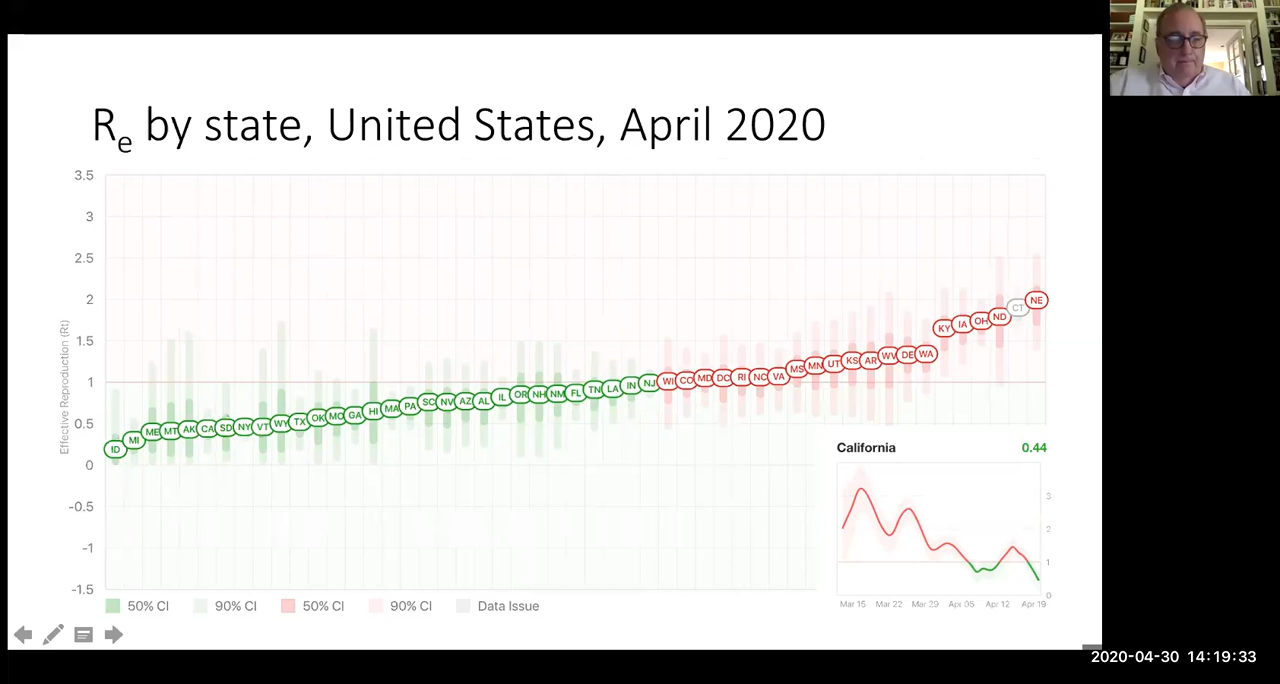 Re by state, United States, April 2020
3.5
3
2.5
2
1.5
1
0.5
0
-0.5
-1
-1.5
Effective Reproduction (Rt)
ID MI ME MT AK CA SD NY VT WY TX OK MO GA HI MA PA SC NV AZ AL IL OR NH NM FL TN LA IN NJ WI CO MD DC RI NC VA MS MN UT KS AR WV DE WA KY IA OH ND CT NE
California 0.44
3
2
1
0
Mar 15 Mar 22 Mar 29 Apr 05 Apr 12 Apr 19
50% CI 90% CI 50% CI 90% CI Data Issue
2020-04-30 14:19:33